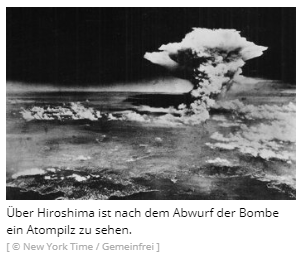 Über Hiroshima ist nach dem Abwurf der Bombe
ein Atompilz zu sehen.
[ © New York Time / Gemeinfrei ]